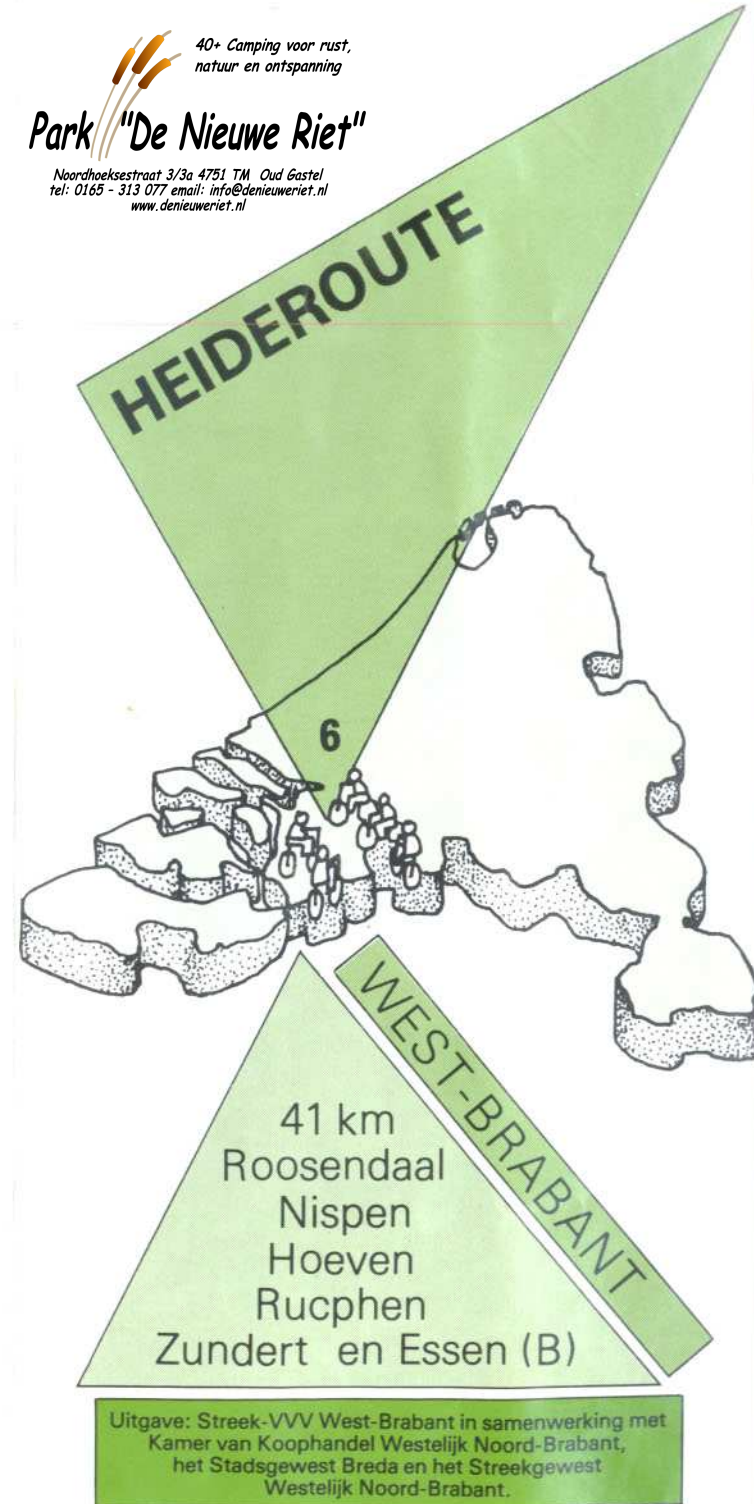 40+ Camping voor rust,
natuur en ontspanning
Park "De Nieuwe Riet"
Noordhoeksestraat 3/3a 4751 TM Oud Gastel
tel: 0165 - 313 077 email: info@denieuweriet.nl
www.denieuweriet.nl
HEIDEROUTE
6
WEST-BRABANT
41 km
Roosendaal
Nispen
Hoeven
Rucphen
Zundert en Essen (B)
Uitgave: Streek-VVV West-Brabant in samenwerking met
Kamer van Koophandel Westelijk Noord-Brabant,
het Stadsgewest Breda en het Streekgewest
Westelijk Noord-Brabant.